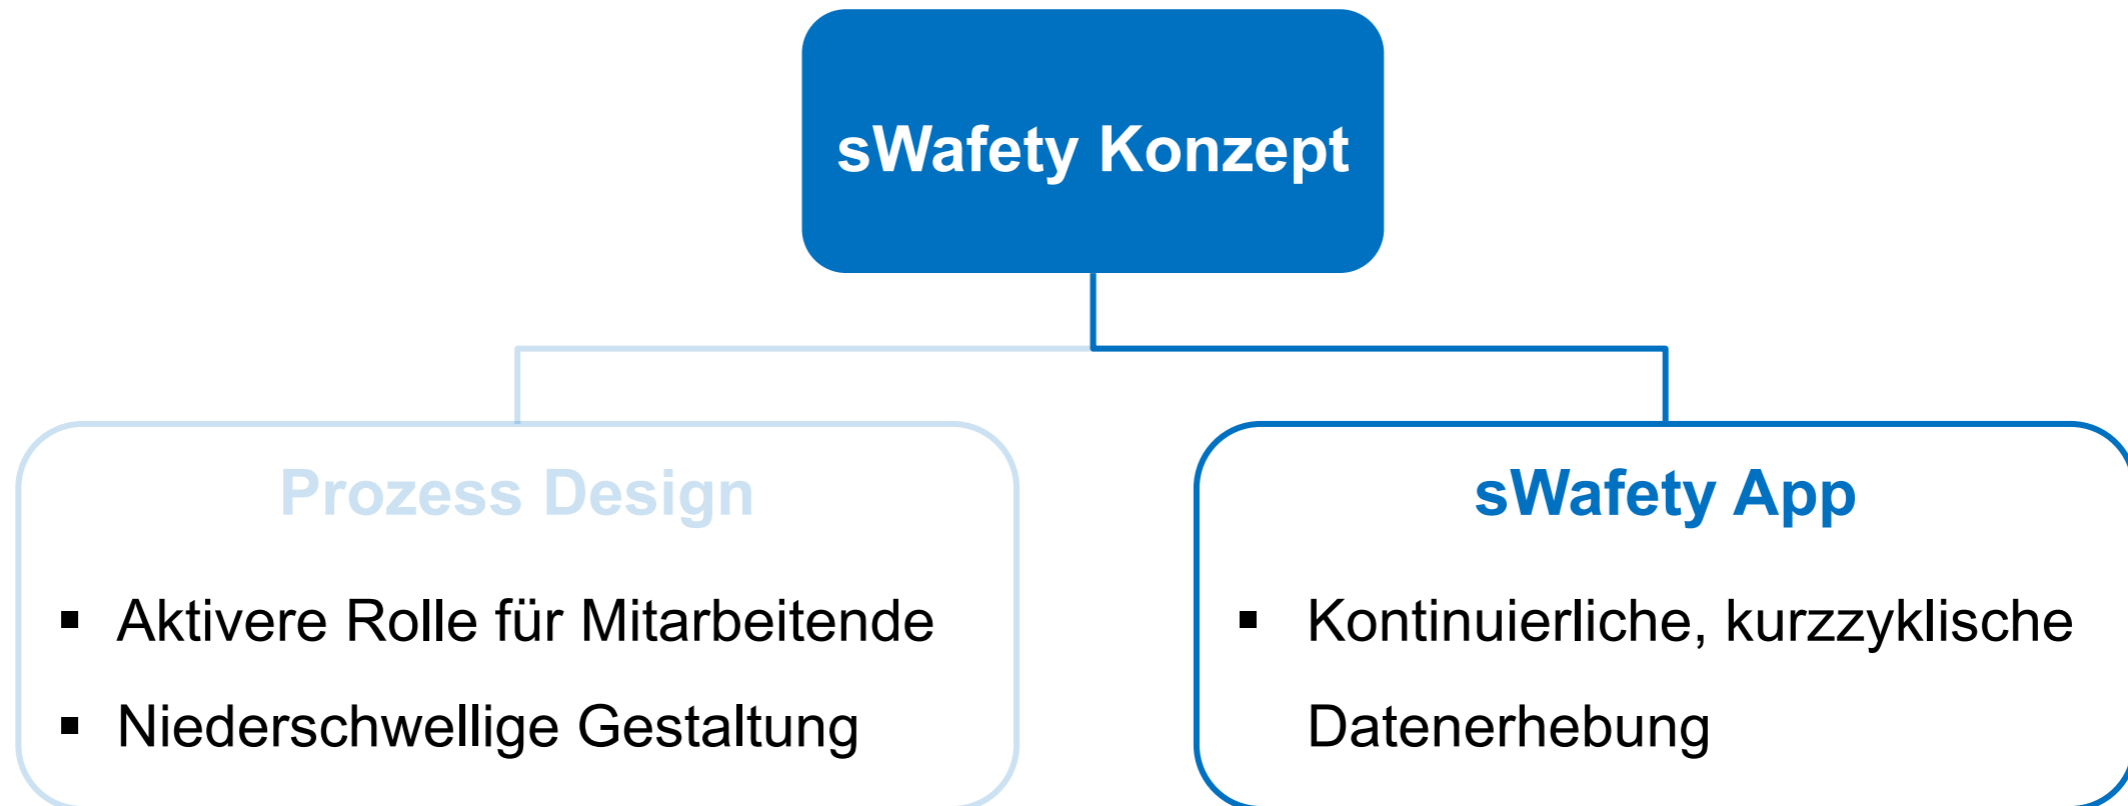 sWafety Konzept
Prozess Design
▪ Aktivere Rolle für Mitarbeitende
▪ Niederschwellige Gestaltung
sWafety App
▪ Kontinuierliche, kurzzyklische
Datenerhebung